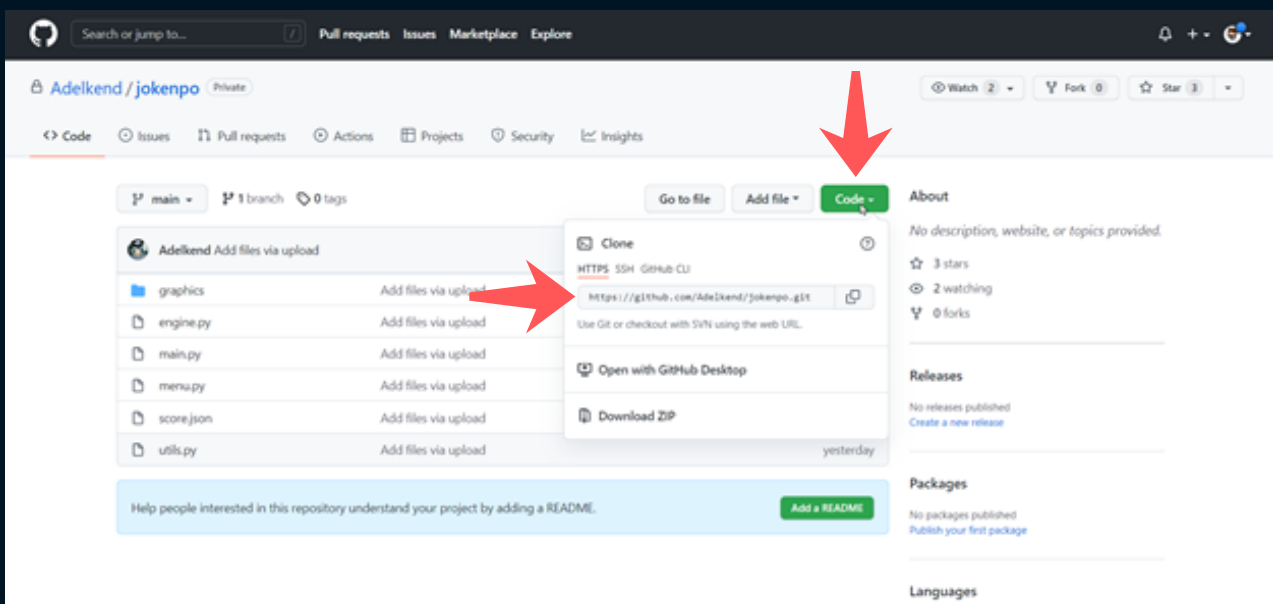 Search or jump to... /
Pull requests Issues Marketplace Explore
Adelkend / jokenpo Private
Watch 2 Fork 0 Star 3
<> Code Issues Pull requests Actions Projects Security Insights
main 1 branch 0 tags Go to file Add file Code
Adelkend Add files via upload
graphics Add files via upload
engine.py Add files via upload
main.py Add files via upload
menu.py Add files via upload
score.json Add files via upload
utils.py Add files via upload yesterday
Clone
HTTPS SSH GitHub CLI
https://github.com/Adelkend/jokenpo.git
Use Git or checkout with SVN using the web URL.
Open with GitHub Desktop
Download ZIP
Help people interested in this repository understand your project by adding a README. Add a README
About
No description, website, or topics provided.
3 stars
2 watching
0 forks
Releases
No releases published
Create a new release
Packages
No packages published
Publish your first package
Languages